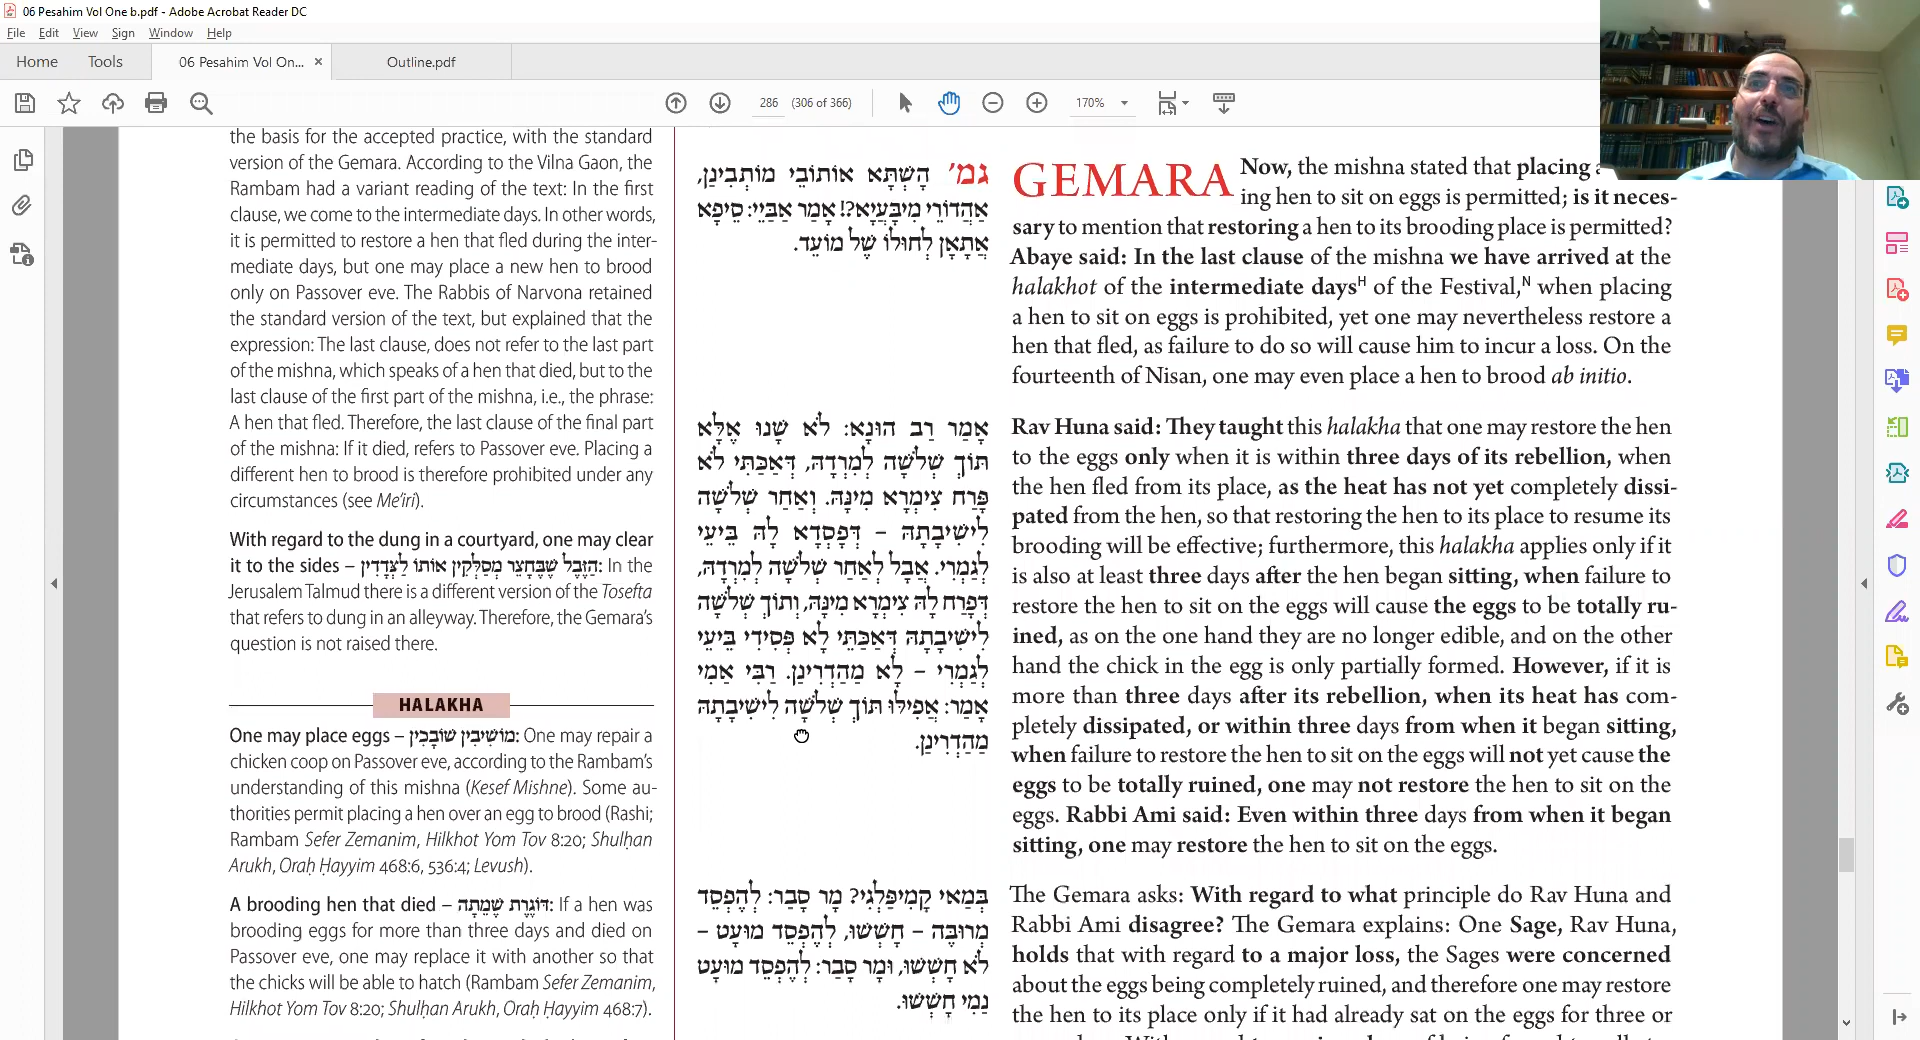 06 Pesahim Vol One b.pdf - Adobe Acrobat Reader DC
File Edit View Sign Window Help
Home Tools 06 Pesahim Vol On... × Outline.pdf
286 (306 of 366) 170%
the basis for the accepted practice, with the standard
version of the Gemara. According to the Vilna Gaon, the
Rambam had a variant reading of the text: In the first
clause, we come to the intermediate days. In other words,
it is permitted to restore a hen that fled during the inter-
mediate days, but one may place a new hen to brood
only on Passover eve. The Rabbis of Narvona retained
the standard version of the text, but explained that the
expression: The last clause, does not refer to the last part
of the mishna, which speaks of a hen that died, but to the
last clause of the first part of the mishna, i.e., the phrase:
A hen that fled. Therefore, the last clause of the final part
of the mishna: If it died, refers to Passover eve. Placing a
different hen to brood is therefore prohibited under any
circumstances (see Me'iri).
With regard to the dung in a courtyard, one may clear
it to the sides – הַזֶּבֶל שֶׁבֶּחָצֵר מְסַלְּקִין אוֹתוֹ לַצְּדָדִין: In the
Jerusalem Talmud there is a different version of the Tosefta
that refers to dung in an alleyway. Therefore, the Gemara's
question is not raised there.
HALAKHA
One may place eggs – מוֹשִׁיבִין שׁוֹבָכִין: One may repair a
chicken coop on Passover eve, according to the Rambam's
understanding of this mishna (Kesef Mishne). Some au-
thorities permit placing a hen over an egg to brood (Rashi;
Rambam Sefer Zemanim, Hilkhot Yom Tov 8:20; Shulḥan
Arukh, Oraḥ Ḥayyim 468:6, 536:4; Levush).
A brooding hen that died – דּוֹגֶרֶת שֶׁמֵּתָה: If a hen was
brooding eggs for more than three days and died on
Passover eve, one may replace it with another so that
the chicks will be able to hatch (Rambam Sefer Zemanim,
Hilkhot Yom Tov 8:20; Shulḥan Arukh, Oraḥ Ḥayyim 468:7).
גמ׳ הָשְׁתָּא אוֹתוֹבֵי מוֹתְבִינַן,
אַהֲדוֹרֵי מִיבָּעֲיָא?! אָמַר אַבַּיֵי: סֵיפָא
אֲתָאָן לְחוּלּוֹ שֶׁל מוֹעֵד.
אָמַר רַב הוּנָא: לֹא שָׁנוּ אֶלָּא
תּוֹךְ שְׁלֹשָׁה לְמִרְדָּהּ, דְּאַכַּתִּי לֹא
פָּרַח צִימְרָא מִינָּהּ. וְאַחַר שְׁלֹשָׁה
לִישִׁיבָתָהּ – דְּפָסְדָא לָהּ בֵּיעֵי
לְגַמְרֵי. אֲבָל לְאַחַר שְׁלֹשָׁה לְמִרְדָּהּ,
דְּפָרַח לָהּ צִימְרָא מִינָּהּ, וְתוֹךְ שְׁלֹשָׁה
לִישִׁיבָתָהּ דְּאַכַּתִּי לָא פְּסִידִי בֵּיעֵי
לְגַמְרֵי – לָא מַהַדְרִינַן. רַבִּי אַמִּי
אָמַר: אֲפִילּוּ תּוֹךְ שְׁלֹשָׁה לִישִׁיבָתָהּ
מַהַדְרִינַן.
בְּמַאי קָמִיפַּלְגִי? מָר סָבַר: לְהֶפְסֵד
מְרוּבֶּה – חָשְׁשׁוּ, לְהֶפְסֵד מוּעָט –
לֹא חָשְׁשׁוּ, וּמָר סָבַר: לְהֶפְסֵד מוּעָט
נַמִי חָשְׁשׁוּ.
GEMARA Now, the mishna stated that placing
ing hen to sit on eggs is permitted; is it neces-
sary to mention that restoring a hen to its brooding place is permitted?
Abaye said: In the last clause of the mishna we have arrived at the
halakhot of the intermediate daysᴴ of the Festival,ᴺ when placing
a hen to sit on eggs is prohibited, yet one may nevertheless restore a
hen that fled, as failure to do so will cause him to incur a loss. On the
fourteenth of Nisan, one may even place a hen to brood ab initio.
Rav Huna said: They taught this halakha that one may restore the hen
to the eggs only when it is within three days of its rebellion, when
the hen fled from its place, as the heat has not yet completely dissi-
pated from the hen, so that restoring the hen to its place to resume its
brooding will be effective; furthermore, this halakha applies only if it
is also at least three days after the hen began sitting, when failure to
restore the hen to sit on the eggs will cause the eggs to be totally ru-
ined, as on the one hand they are no longer edible, and on the other
hand the chick in the egg is only partially formed. However, if it is
more than three days after its rebellion, when its heat has com-
pletely dissipated, or within three days from when it began sitting,
when failure to restore the hen to sit on the eggs will not yet cause the
eggs to be totally ruined, one may not restore the hen to sit on the
eggs. Rabbi Ami said: Even within three days from when it began
sitting, one may restore the hen to sit on the eggs.
The Gemara asks: With regard to what principle do Rav Huna and
Rabbi Ami disagree? The Gemara explains: One Sage, Rav Huna,
holds that with regard to a major loss, the Sages were concerned
about the eggs being completely ruined, and therefore one may restore
the hen to its place only if it had already sat on the eggs for three or